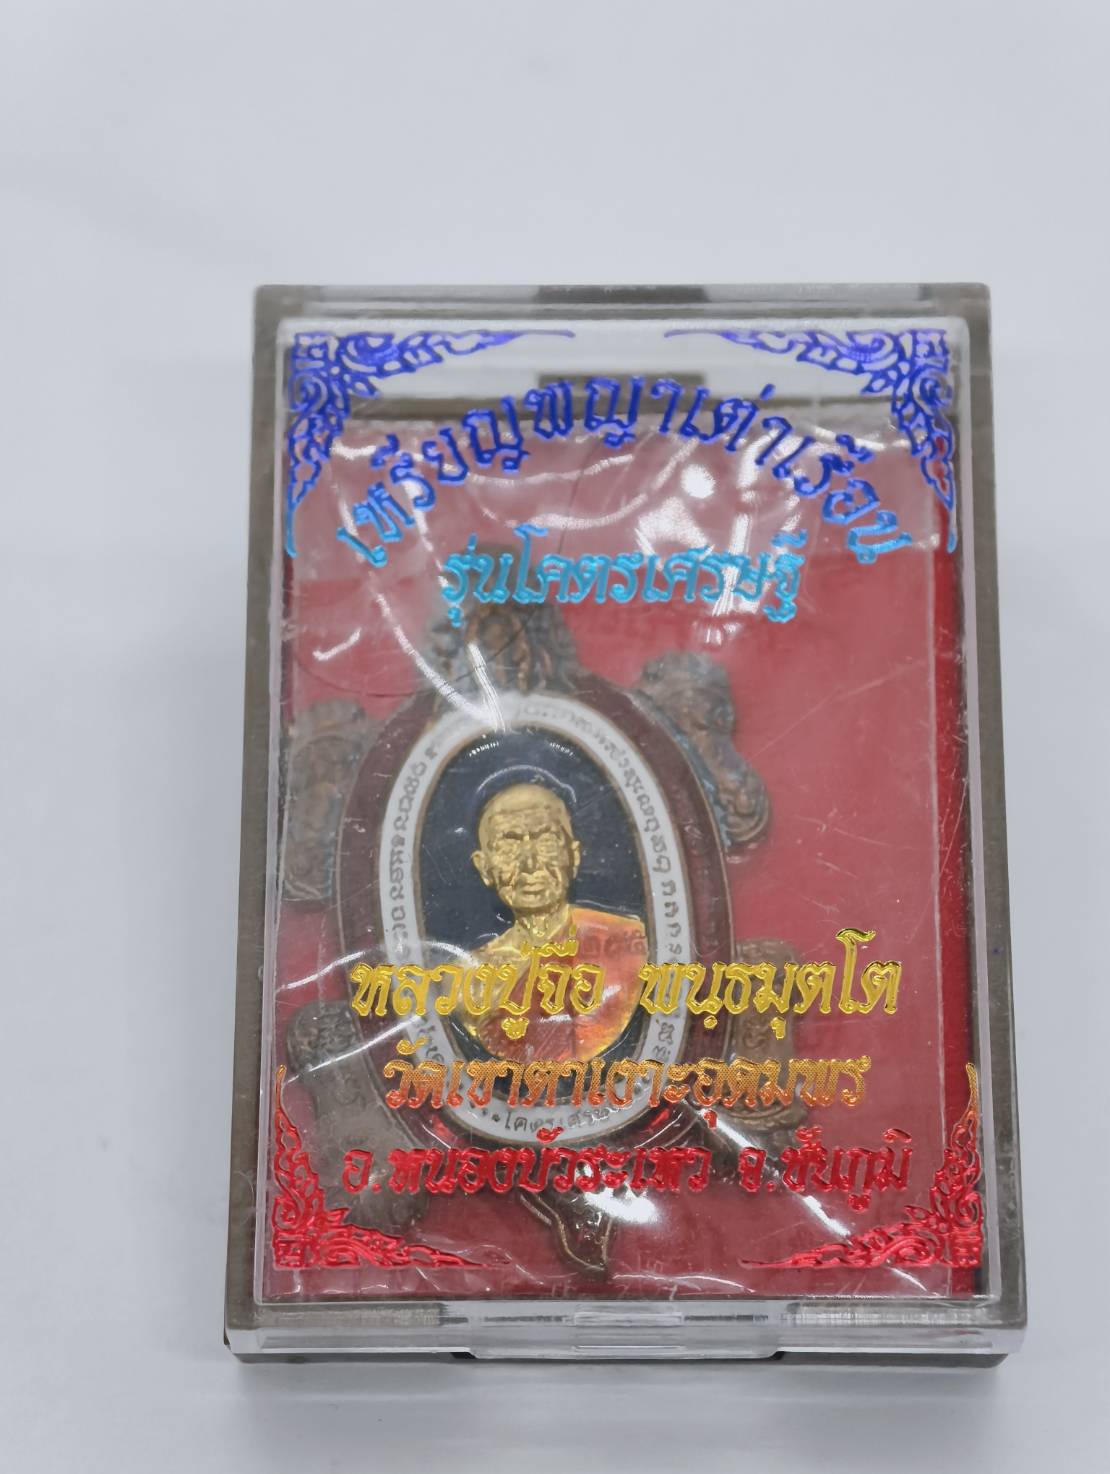 เหรียญพญาเต่าเรือน
รุ่นโคตรเศรษฐี
หลวงปู่จือ พนฺธมุตโต
วัดเขาตาเงาะอุดมพร
อ.หนองบัวระเหว จ.ชัยภูมิ